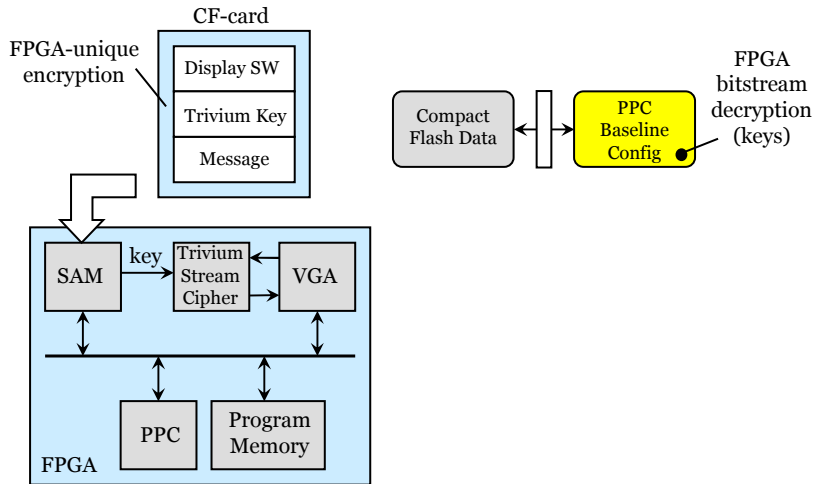 CF-card
FPGA-unique
encryption
Display SW
Trivium Key
Message
SAM
key
Trivium
Stream
Cipher
VGA
PPC
Program
Memory
FPGA
Compact
Flash Data
PPC
Baseline
Config
FPGA
bitstream
decryption
(keys)